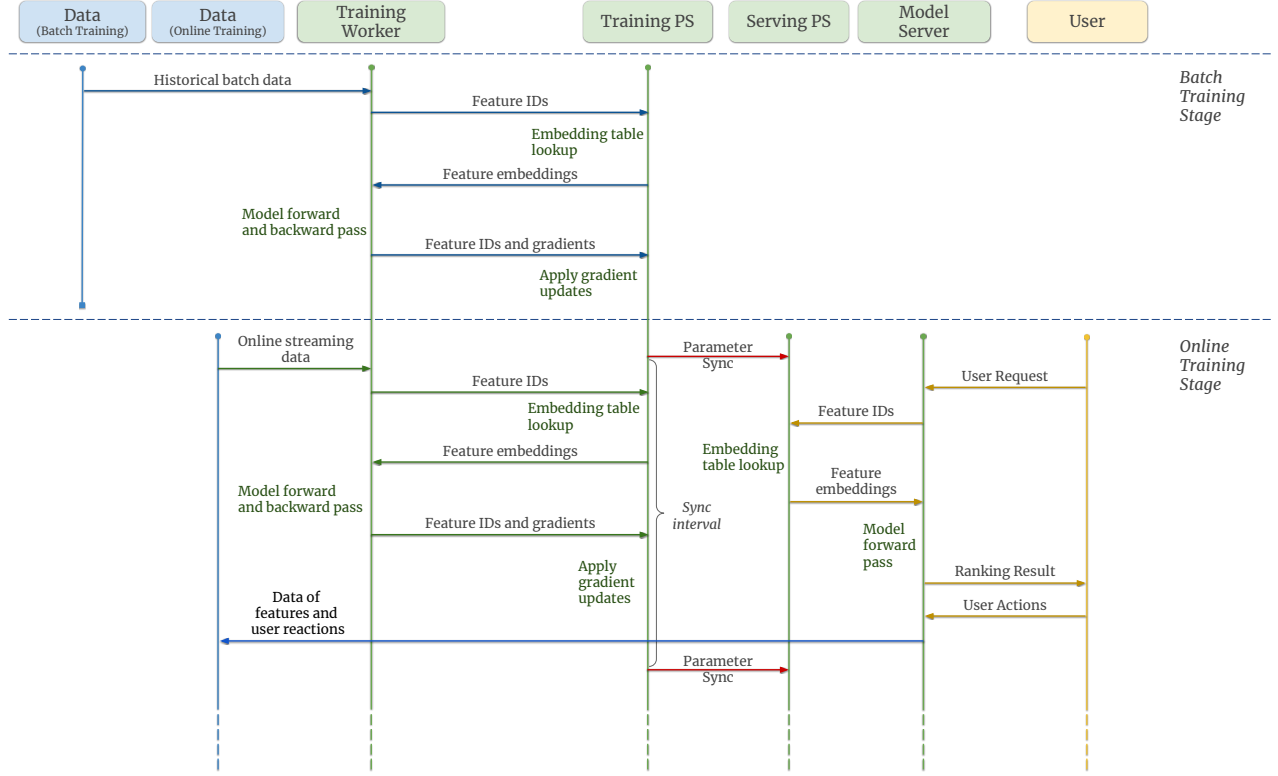 Data
(Batch Training)
Data
(Online Training)
Training
Worker
Training PS
Serving PS
Model
Server
User
Batch
Training
Stage
Historical batch data
Feature IDs
Embedding table
lookup
Feature embeddings
Model forward
and backward pass
Feature IDs and gradients
Apply gradient
updates
Online
Training
Stage
Online streaming
data
Parameter
Sync
User Request
Feature IDs
Embedding table
lookup
Feature IDs
Feature embeddings
Embedding
table lookup
Feature
embeddings
Model forward
and backward pass
Sync
interval
Feature IDs and gradients
Model
forward
pass
Apply
gradient
updates
Ranking Result
Data of
features and
user reactions
User Actions
Parameter
Sync